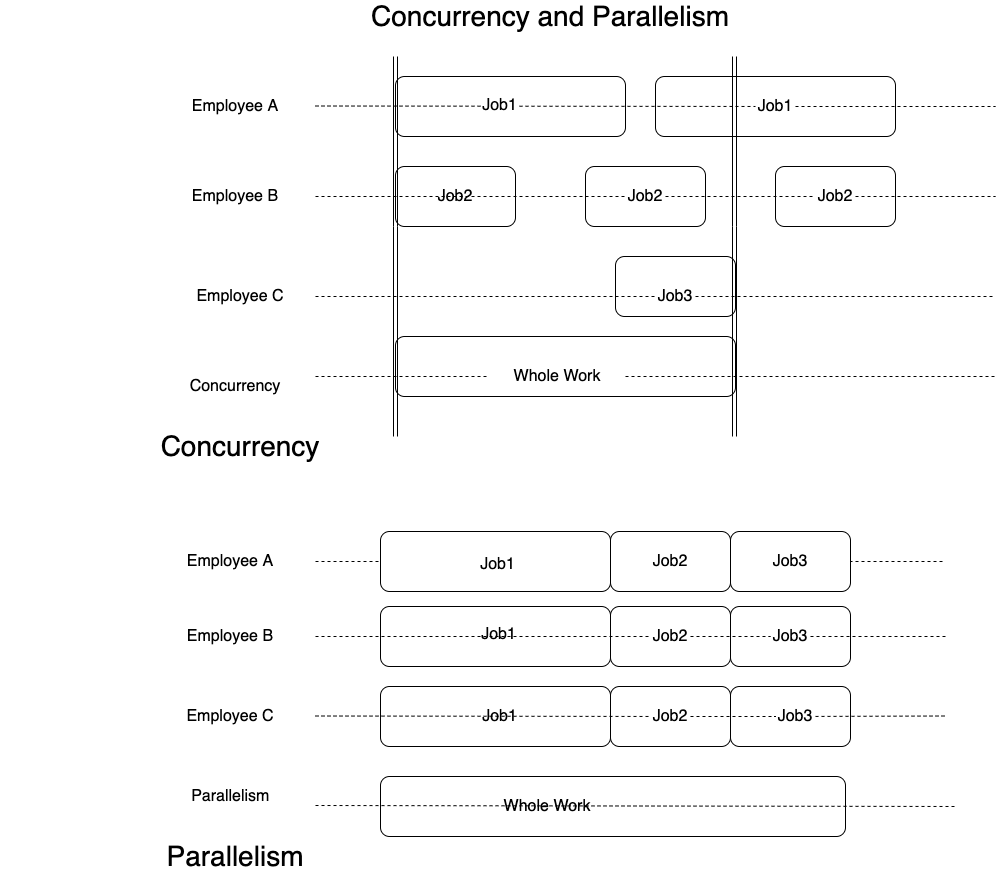 Concurrency and Parallelism
Employee A
Job1
Job1
Employee B
Job2
Job2
Job2
Employee C
Job3
Concurrency
Whole Work
Concurrency
Employee A
Job1
Job2
Job3
Employee B
Job1
Job2
Job3
Employee C
Job1
Job2
Job3
Parallelism
Whole Work
Parallelism